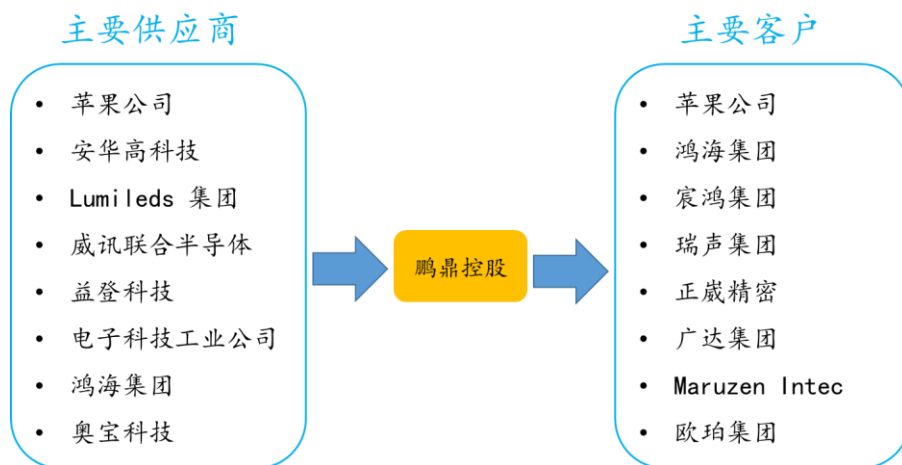 主要供应商
• 苹果公司
• 安华高科技
• Lumileds 集团
• 威讯联合半导体
• 益登科技
• 电子科技工业公司
• 鸿海集团
• 奥宝科技
鹏鼎控股
主要客户
• 苹果公司
• 鸿海集团
• 宸鸿集团
• 瑞声集团
• 正崴精密
• 广达集团
• Maruzen Intec
• 欧珀集团